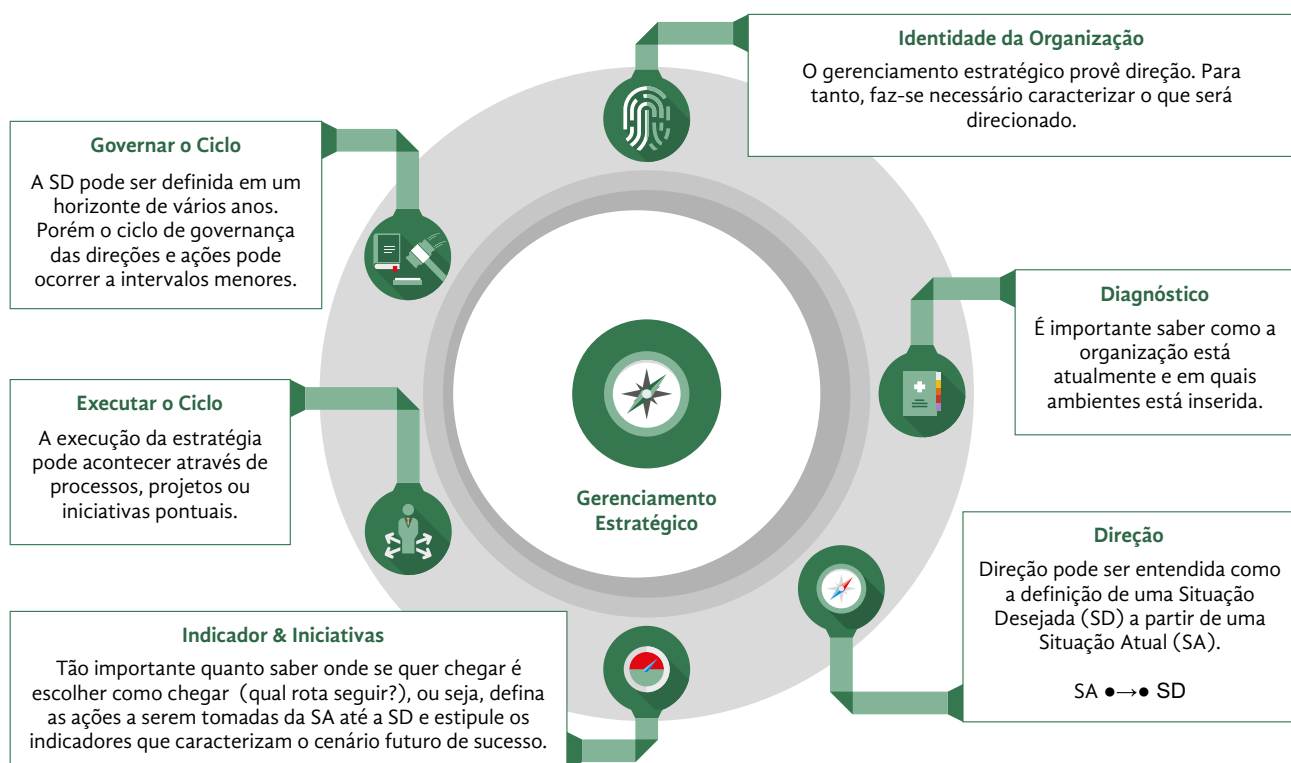 Identidade da Organização
O gerenciamento estratégico provê direção. Para
tanto, faz-se necessário caracterizar o que será
direcionado.
Governar o Ciclo
A SD pode ser definida em um
horizonte de vários anos.
Porém o ciclo de governança
das direções e ações pode
ocorrer a intervalos menores.
Diagnóstico
É importante saber como a
organização está
atualmente e em quais
ambientes está inserida.
Executar o Ciclo
A execução da estratégia
pode acontecer através de
processos, projetos ou
iniciativas pontuais.
Gerenciamento
Estratégico
Direção
Direção pode ser entendida como
a definição de uma Situação
Desejada (SD) a partir de uma
Situação Atual (SA).
SA ●→● SD
Indicador & Iniciativas
Tão importante quanto saber onde se quer chegar é
escolher como chegar (qual rota seguir?), ou seja, defina
as ações a serem tomadas da SA até a SD e estipule os
indicadores que caracterizam o cenário futuro de sucesso.